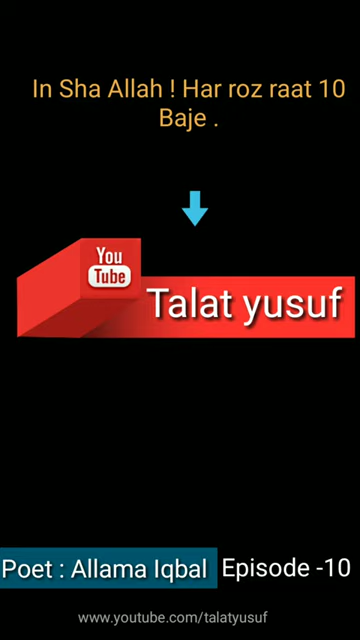 In Sha Allah ! Har roz raat 10
Baje .
You
Tube
Talat yusuf
Poet : Allama Iqbal
Episode -10
www.youtube.com/talatyusuf